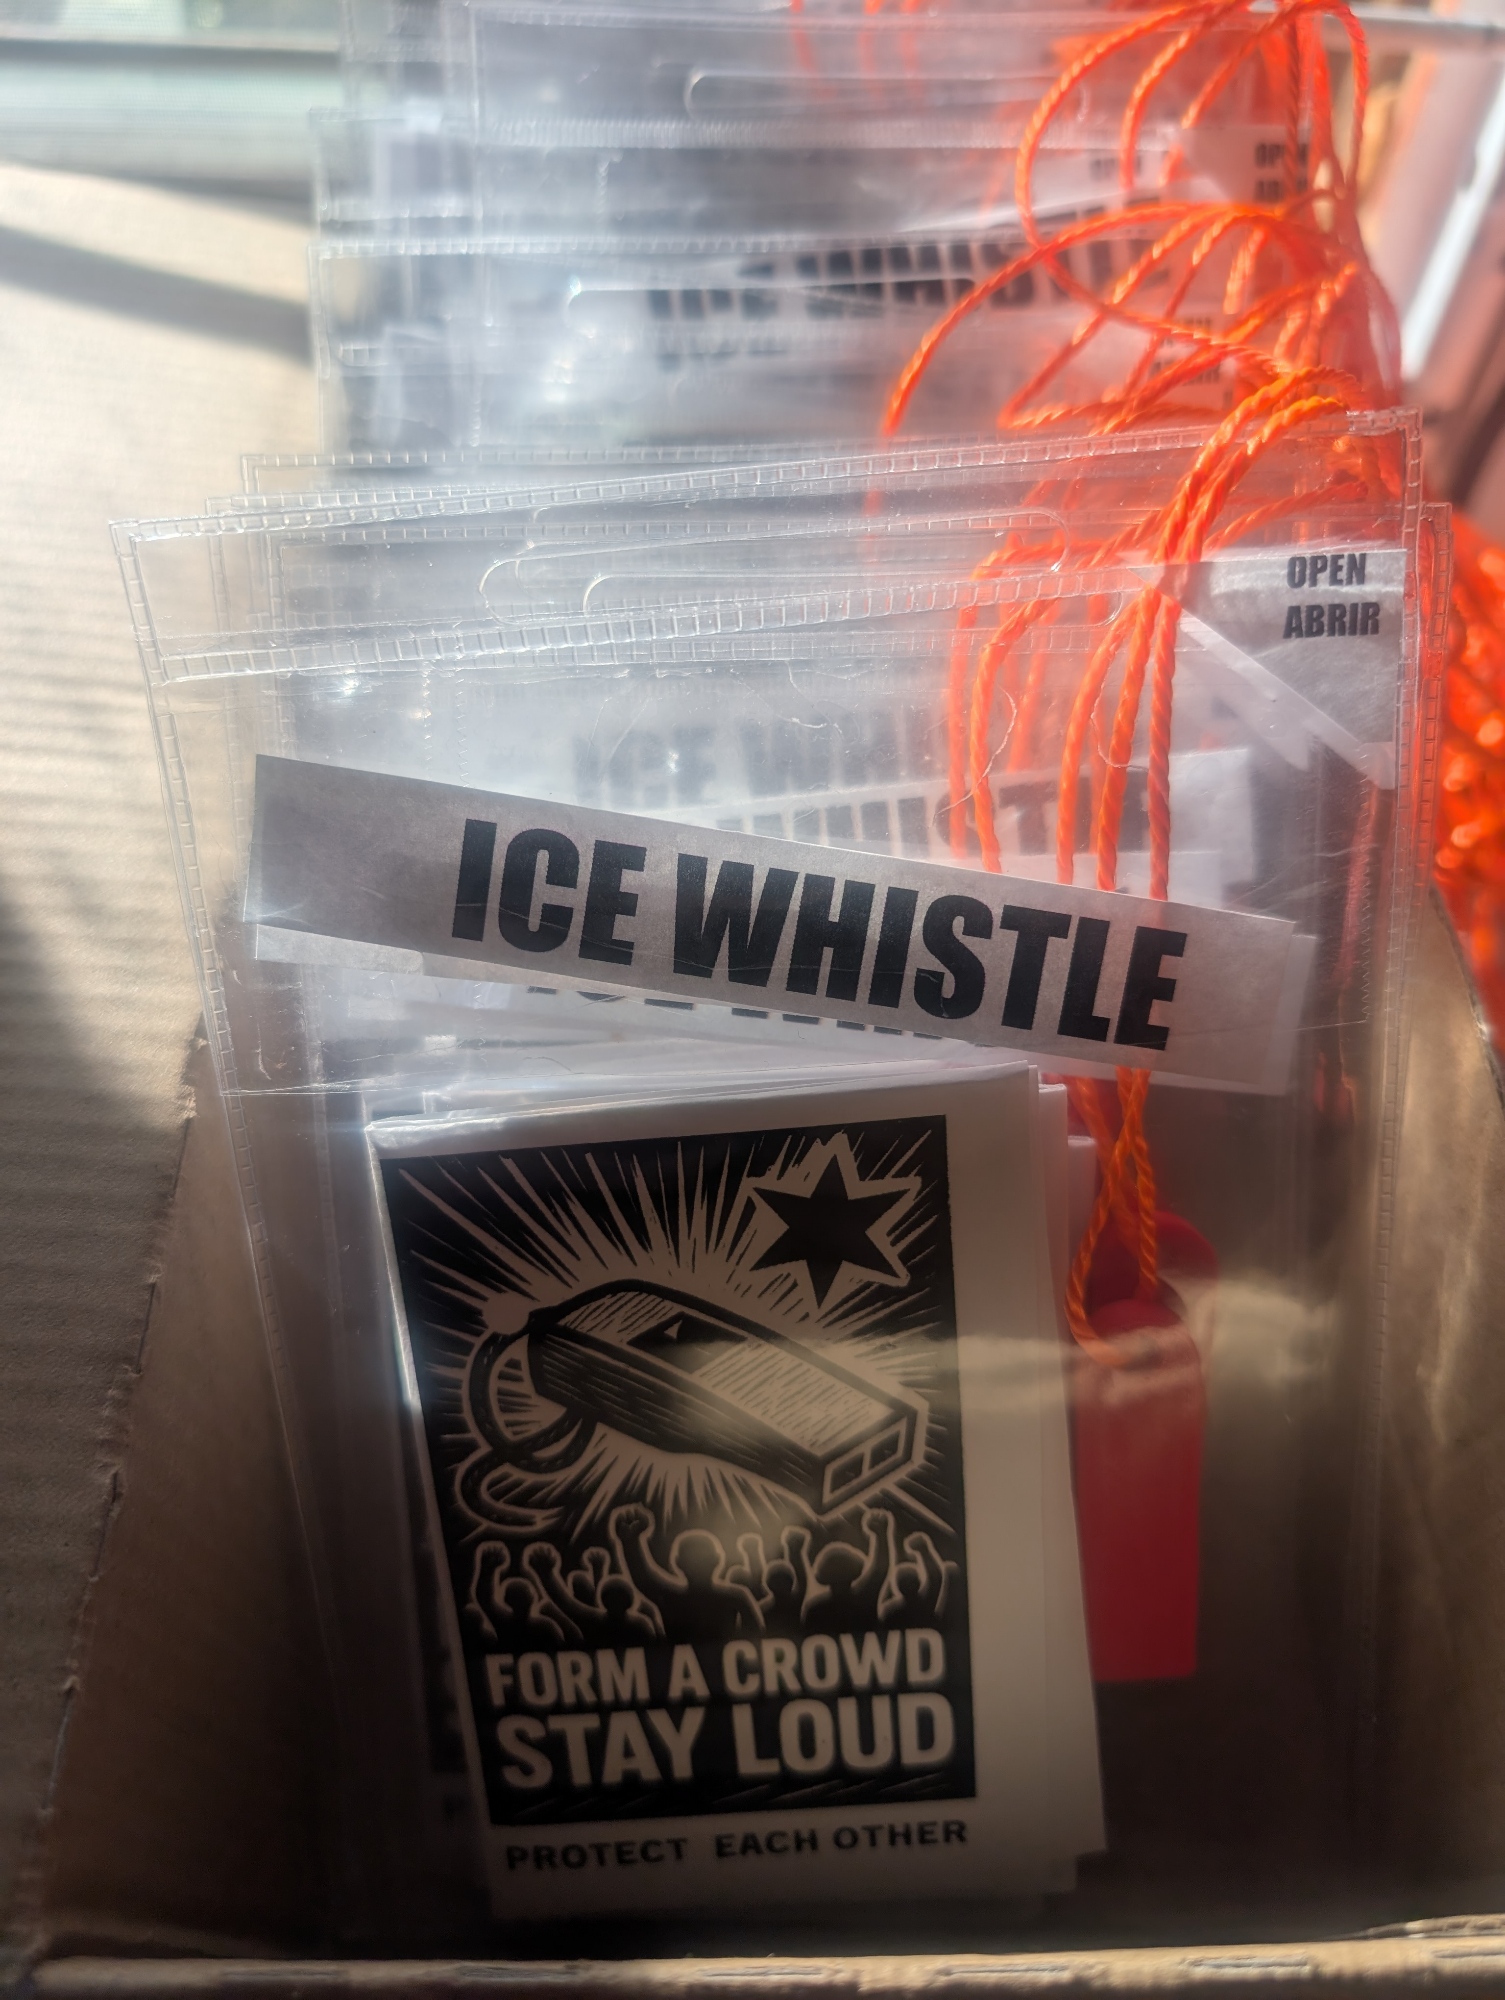 OPEN
ABRIR
ICE WHISTLE
FORM A CROWD
STAY LOUD
PROTECT EACH OTHER